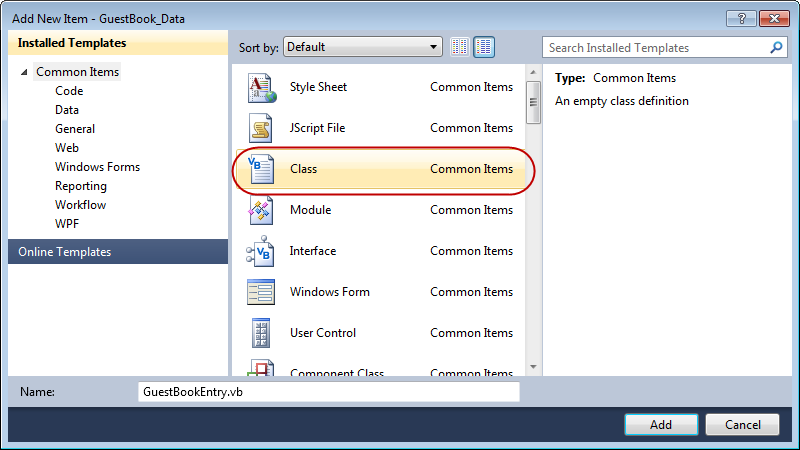 Add New Item - GuestBook_Data
Installed Templates
Common Items
Code
Data
General
Web
Windows Forms
Reporting
Workflow
WPF
Online Templates
Sort by: Default
Style Sheet Common Items
JScript File Common Items
VB Class Common Items
Module Common Items
VB Interface Common Items
Windows Form Common Items
User Control Common Items
Component Class Common Items
Search Installed Templates
Type: Common Items
An empty class definition
Name: GuestBookEntry.vb
Add Cancel